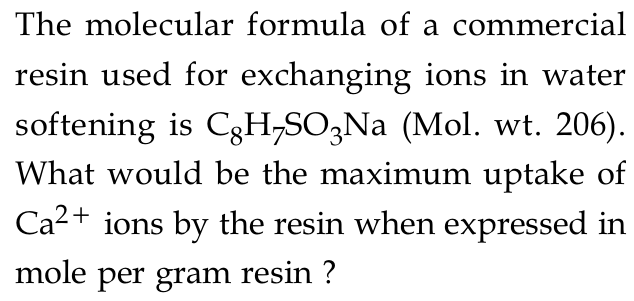 The molecular formula of a commercial
resin used for exchanging ions in water
softening is C₈H₇SO₃Na (Mol. wt. 206).
What would be the maximum uptake of
Ca²⁺ ions by the resin when expressed in
mole per gram resin ?